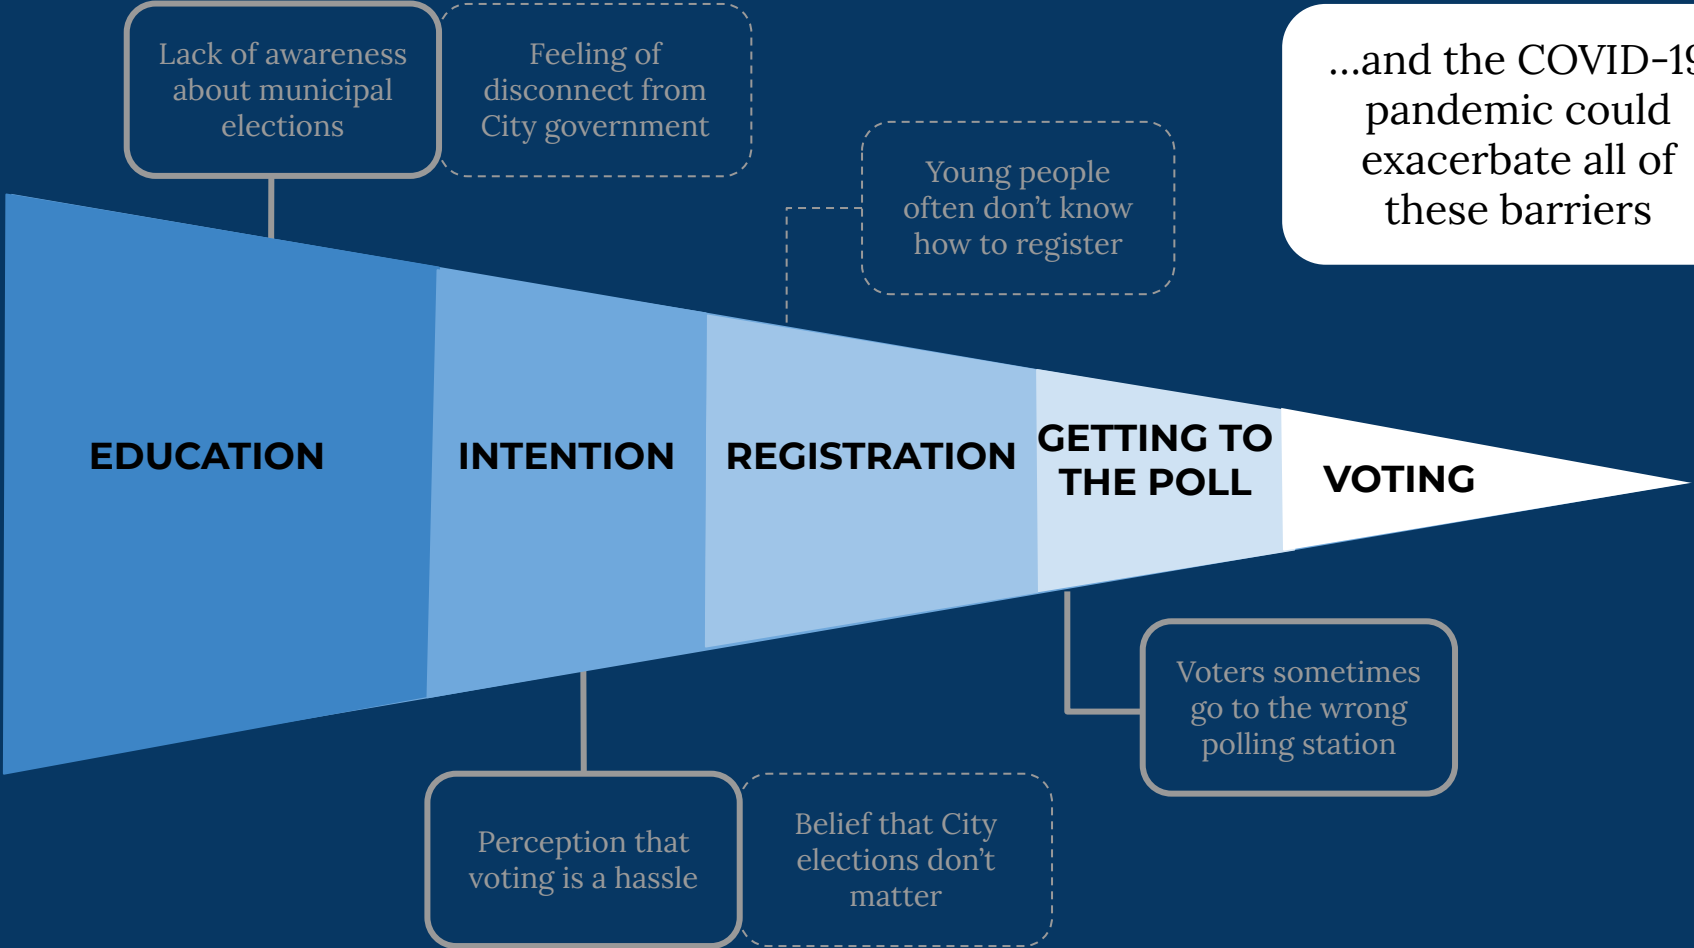 Lack of awareness
about municipal
elections
Feeling of
disconnect from
City government
Young people
often don’t know
how to register
...and the COVID-19
pandemic could
exacerbate all of
these barriers
EDUCATION
INTENTION
REGISTRATION
GETTING TO
THE POLL
VOTING
Voters sometimes
go to the wrong
polling station
Perception that
voting is a hassle
Belief that City
elections don’t
matter